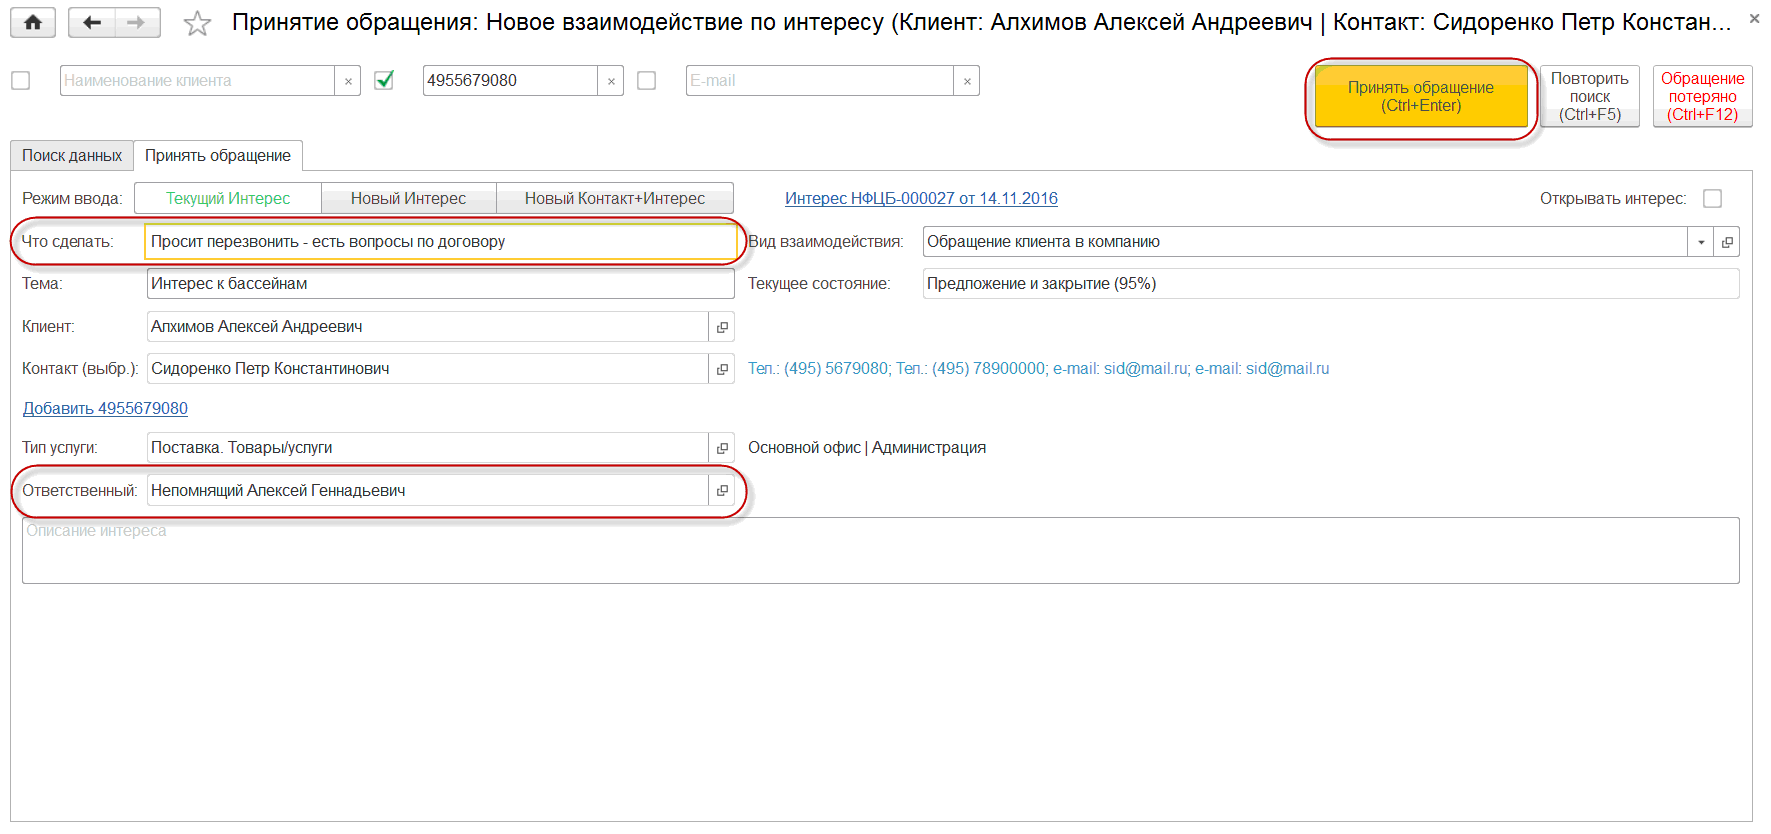 Принятие обращения: Новое взаимодействие по интересу (Клиент: Алхимов Алексей Андреевич | Контакт: Сидоренко Петр Констан...
Наименование клиента
4955679080
E-mail
Принять обращение
(Ctrl+Enter)
Повторить
поиск
(Ctrl+F5)
Обращение
потеряно
(Ctrl+F12)
Поиск данных
Принять обращение
Режим ввода: Текущий Интерес Новый Интерес Новый Контакт+Интерес Интерес НФЦБ-000027 от 14.11.2016 Открывать интерес:
Что сделать: Просит перезвонить - есть вопросы по договору Вид взаимодействия: Обращение клиента в компанию
Тема: Интерес к бассейнам Текущее состояние: Предложение и закрытие (95%)
Клиент: Алхимов Алексей Андреевич
Контакт (выбр.): Сидоренко Петр Константинович Тел.: (495) 5679080; Тел.: (495) 78900000; e-mail: sid@mail.ru; e-mail: sid@mail.ru
Добавить 4955679080
Тип услуги: Поставка. Товары/услуги Основной офис | Администрация
Ответственный: Непомнящий Алексей Геннадьевич
Описание интереса